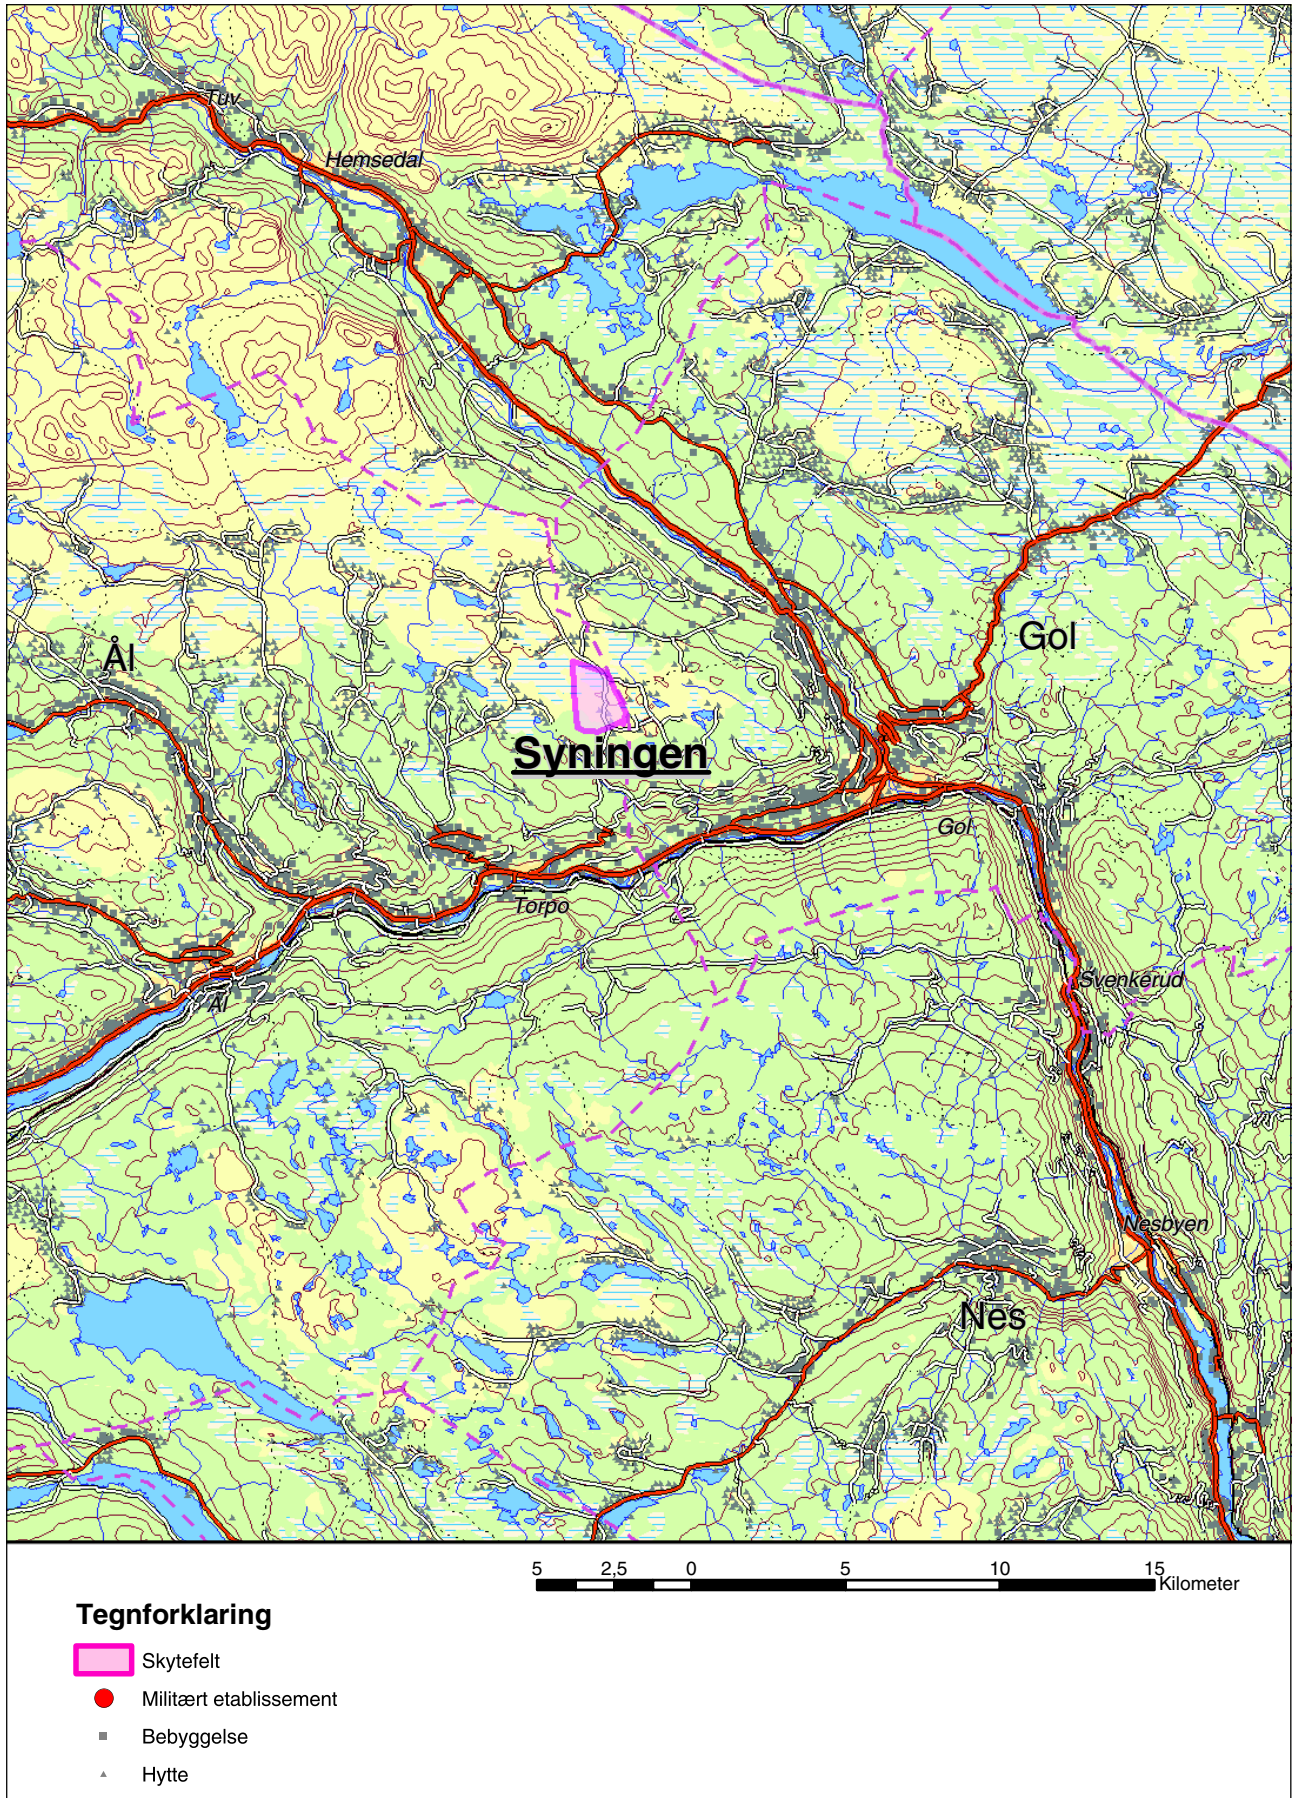 Tuv
Hemsedal
Gol
Ål
Syningen
Gol
Torpo
Svenkerud
Ål
Nesbyen
Nes
5 2,5 0 5 10 15
Kilometer
Tegnforklaring
Skytefelt
Militært etablissement
Bebyggelse
Hytte